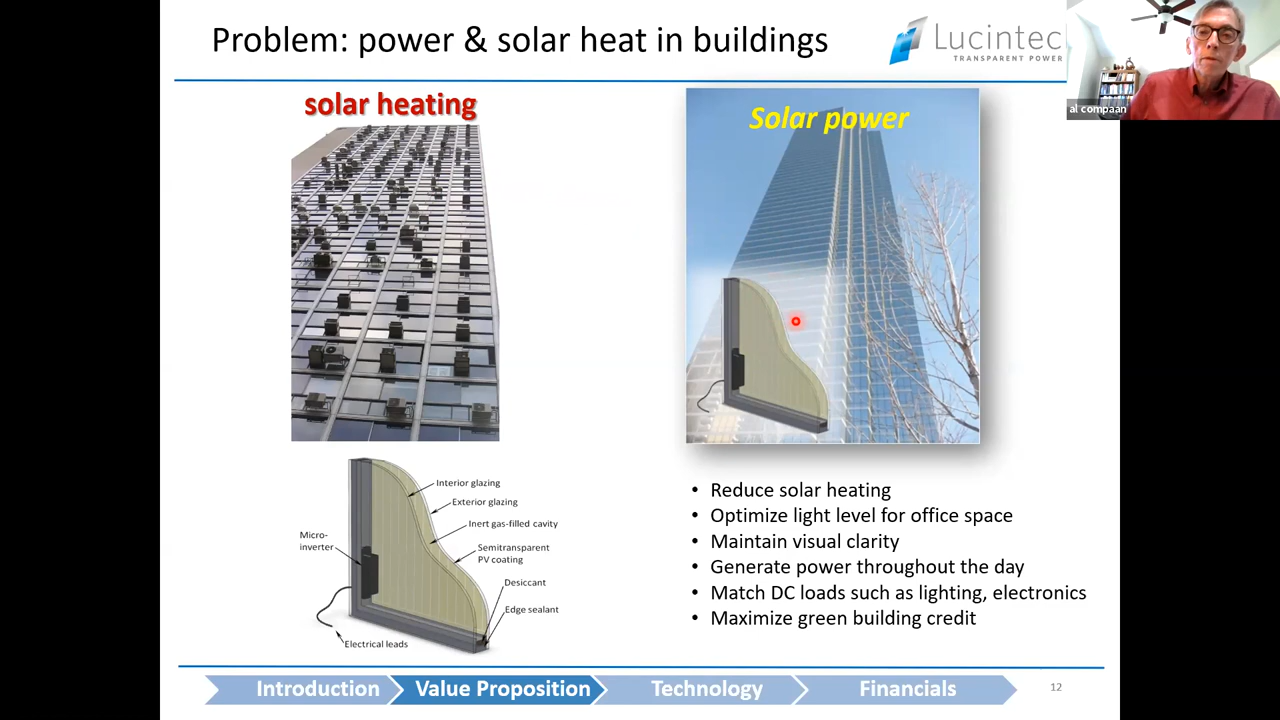 Problem: power & solar heat in buildings
Lucintec
TRANSPARENT POWER
al compaan
solar heating
Solar power
Interior glazing
Exterior glazing
Inert gas-filled cavity
Micro-
inverter
Semitransparent
PV coating
Desiccant
Edge sealant
Electrical leads
• Reduce solar heating
• Optimize light level for office space
• Maintain visual clarity
• Generate power throughout the day
• Match DC loads such as lighting, electronics
• Maximize green building credit
Introduction
Value Proposition
Technology
Financials
12